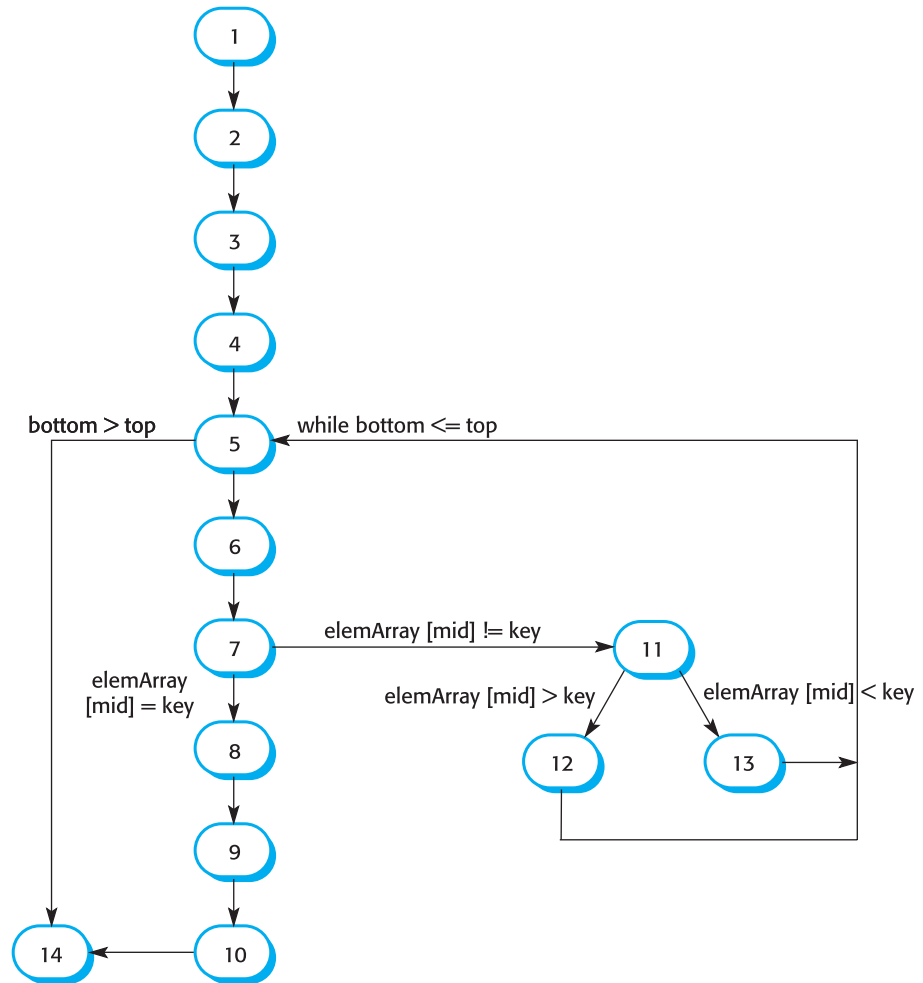 1
2
3
4
bottom > top
while bottom <= top
5
6
elemArray [mid] != key
7
11
elemArray
[mid] = key
elemArray [mid] > key
elemArray [mid] < key
8
12
13
9
14
10